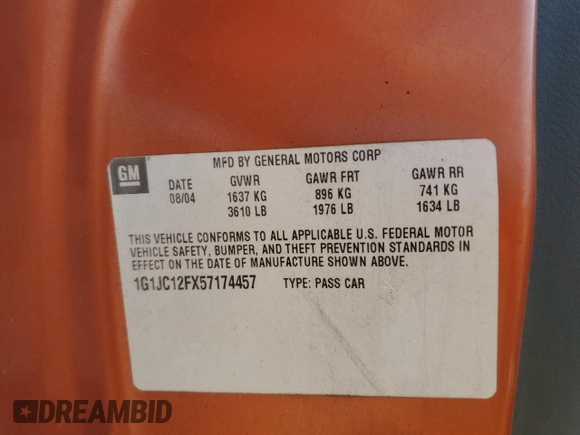 GM
MFD BY GENERAL MOTORS CORP
DATE GVWR GAWR FRT GAWR RR
08/04 1637 KG 896 KG 741 KG
3610 LB 1976 LB 1634 LB
THIS VEHICLE CONFORMS TO ALL APPLICABLE U.S. FEDERAL MOTOR
VEHICLE SAFETY, BUMPER, AND THEFT PREVENTION STANDARDS IN
EFFECT ON THE DATE OF MANUFACTURE SHOWN ABOVE.
1G1JC12FX57174457 TYPE: PASS CAR
DREAMBID